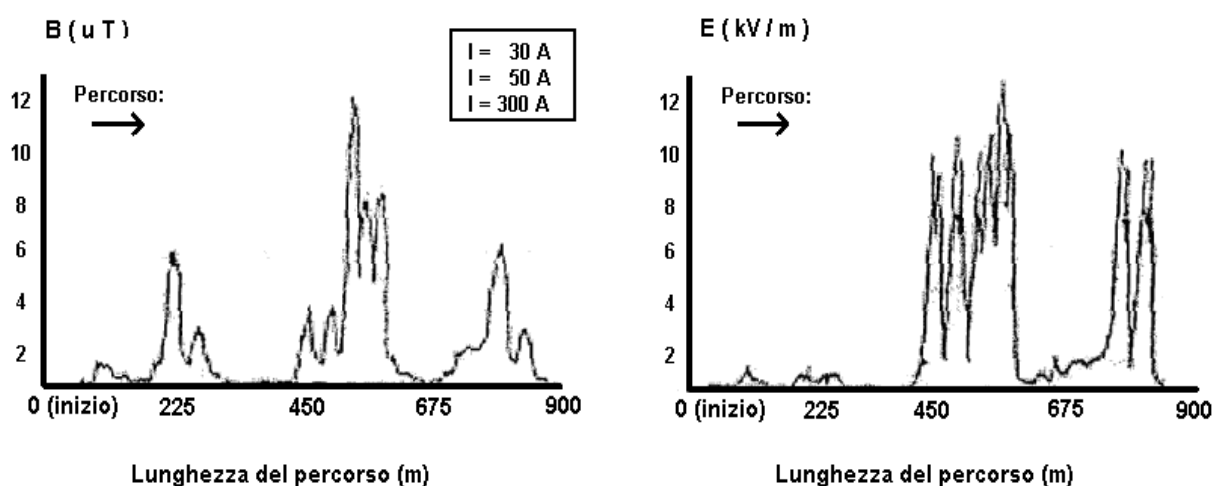 B ( u T )
I = 30 A
I = 50 A
I = 300 A
Percorso:
12
10
8
6
4
2
0 (inizio) 225 450 675 900
Lunghezza del percorso (m)
E ( kV / m )
Percorso:
12
10
8
6
4
2
0 (inizio) 225 450 675 900
Lunghezza del percorso (m)